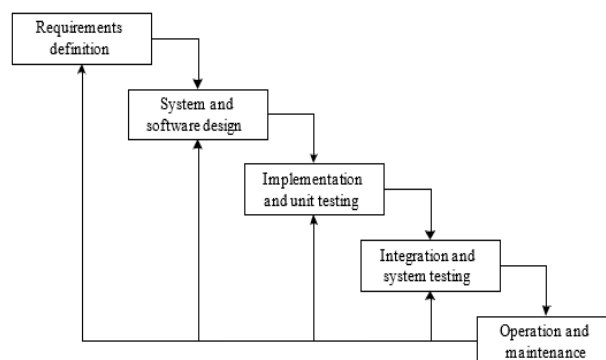 Requirements
definition
System and
software design
Implementation
and unit testing
Integration and
system testing
Operation and
maintenance